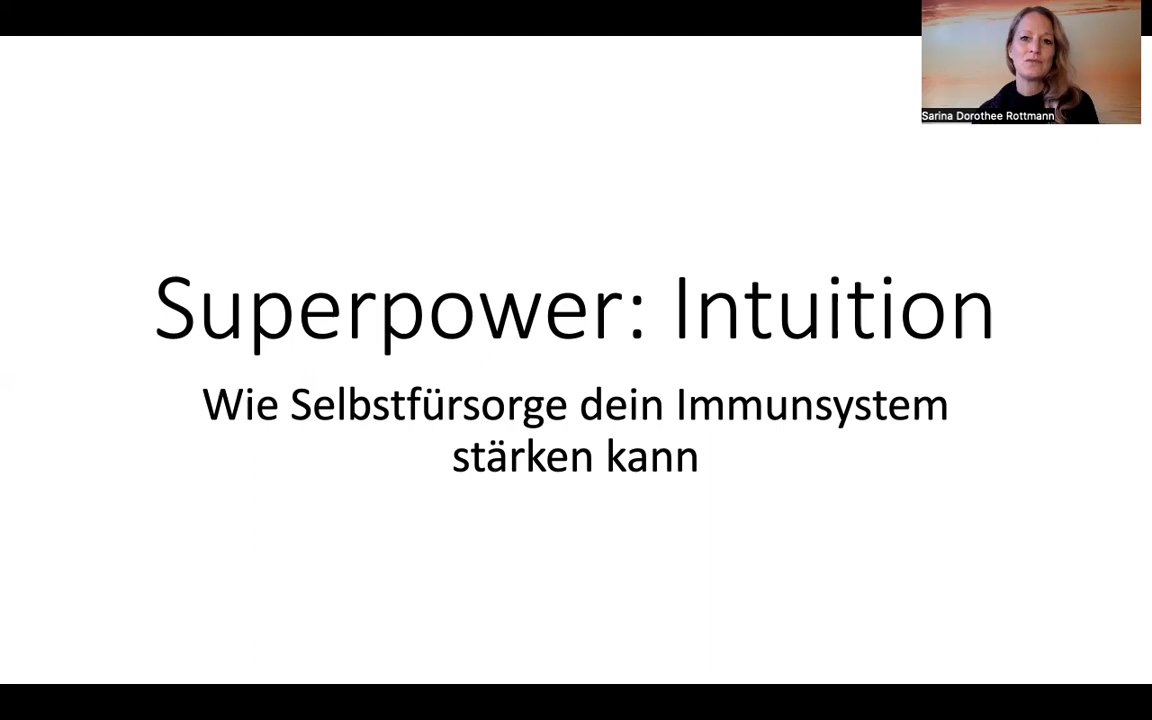 Sarina Dorothee Rottmann
Superpower: Intuition
Wie Selbstfürsorge dein Immunsystem
stärken kann